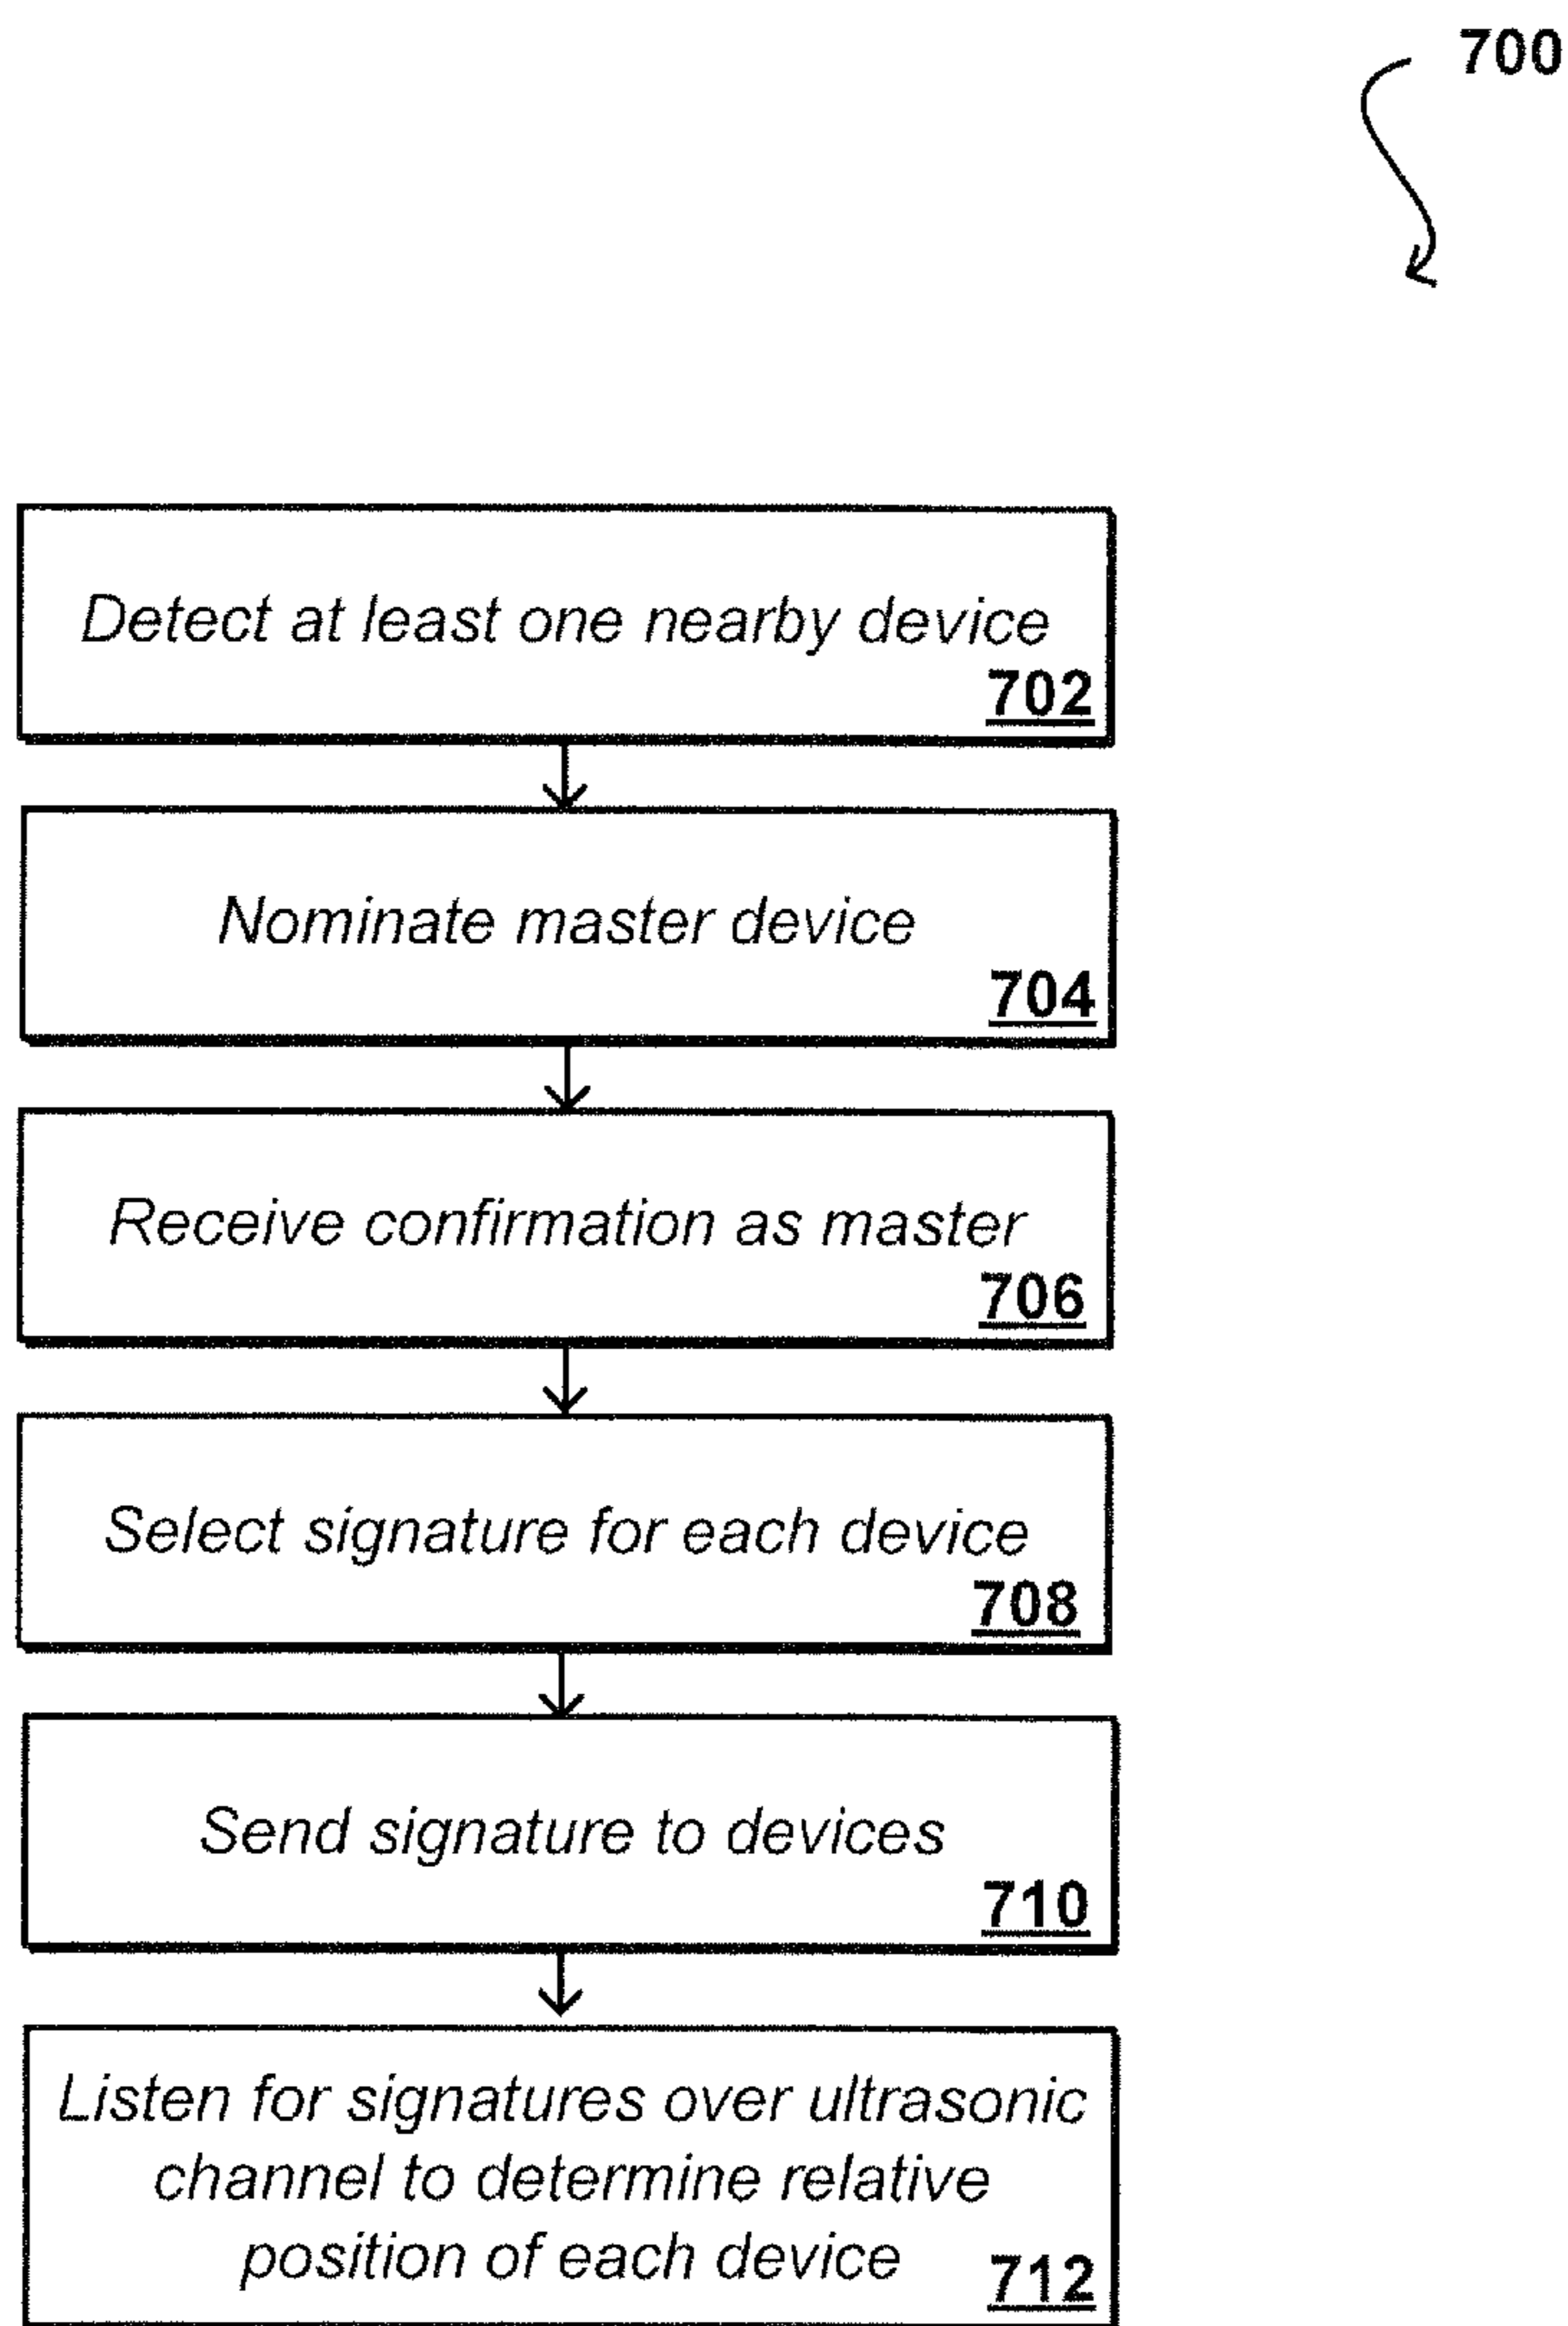 700
Detect at least one nearby device
702
Nominate master device
704
Receive confirmation as master
706
Select signature for each device
708
Send signature to devices
710
Listen for signatures over ultrasonic
channel to determine relative
position of each device
712